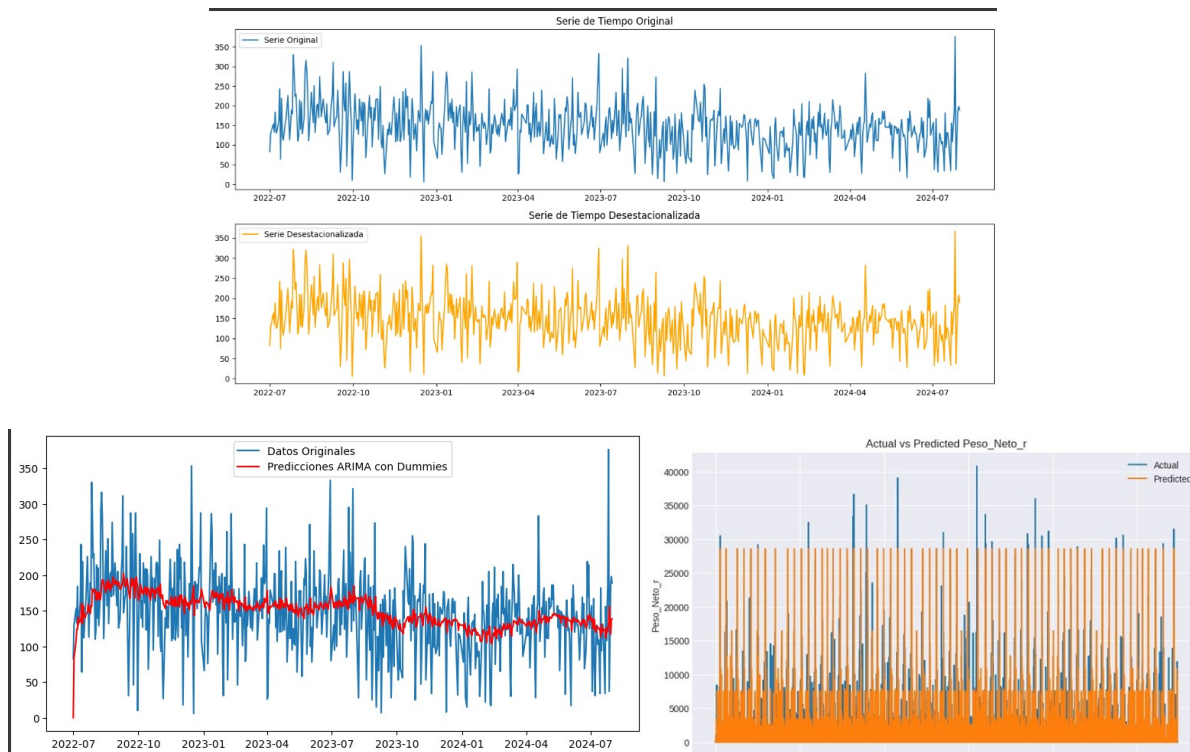 Serie de Tiempo Original
Serie Original
350
300
250
200
150
100
50
0
2022-07 2022-10 2023-01 2023-04 2023-07 2023-10 2024-01 2024-04 2024-07
Serie de Tiempo Desestacionalizada
Serie Desestacionalizada
350
300
250
200
150
100
50
0
2022-07 2022-10 2023-01 2023-04 2023-07 2023-10 2024-01 2024-04 2024-07
Datos Originales
Predicciones ARIMA con Dummies
350
300
250
200
150
100
50
0
2022-07 2022-10 2023-01 2023-04 2023-07 2023-10 2024-01 2024-04 2024-07
Actual vs Predicted Peso_Neto_r
Actual
Predicted
Peso_Neto_r
40000
35000
30000
25000
20000
15000
10000
5000
0